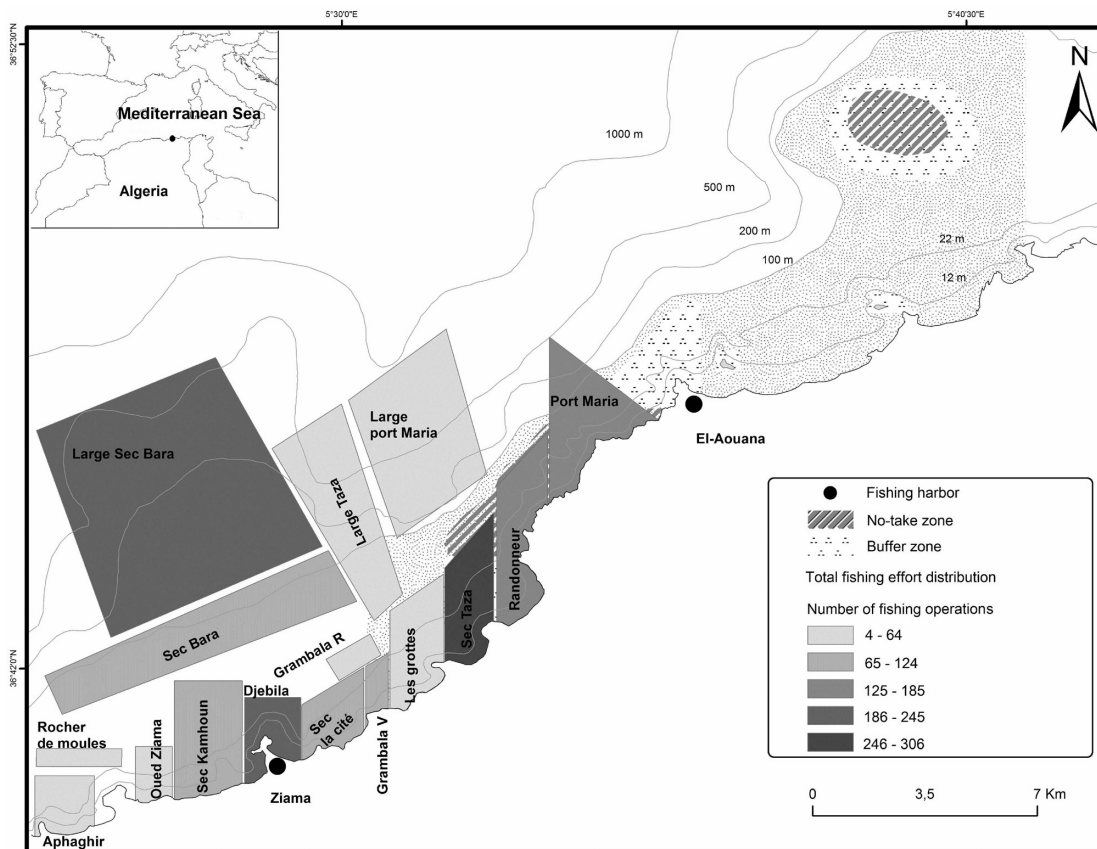 5°30'0"E
5°40'30"E
36°52'30"N
36°42'0"N
Mediterranean Sea
Algeria
N
1000 m
500 m
200 m
100 m
22 m
12 m
Large Sec Bara
Large Taza
Large
port Maria
Port Maria
El-Aouana
Sec Bara
Grambala R
Les grottes
Sec Taza
Randonneur
Rocher
de moules
Oued Ziama
Sec Kamhoun
Djebila
Sec
la cité
Grambala V
Ziama
Aphaghir
Fishing harbor
No-take zone
Buffer zone
Total fishing effort distribution
Number of fishing operations
4 - 64
65 - 124
125 - 185
186 - 245
246 - 306
0 3,5 7 Km